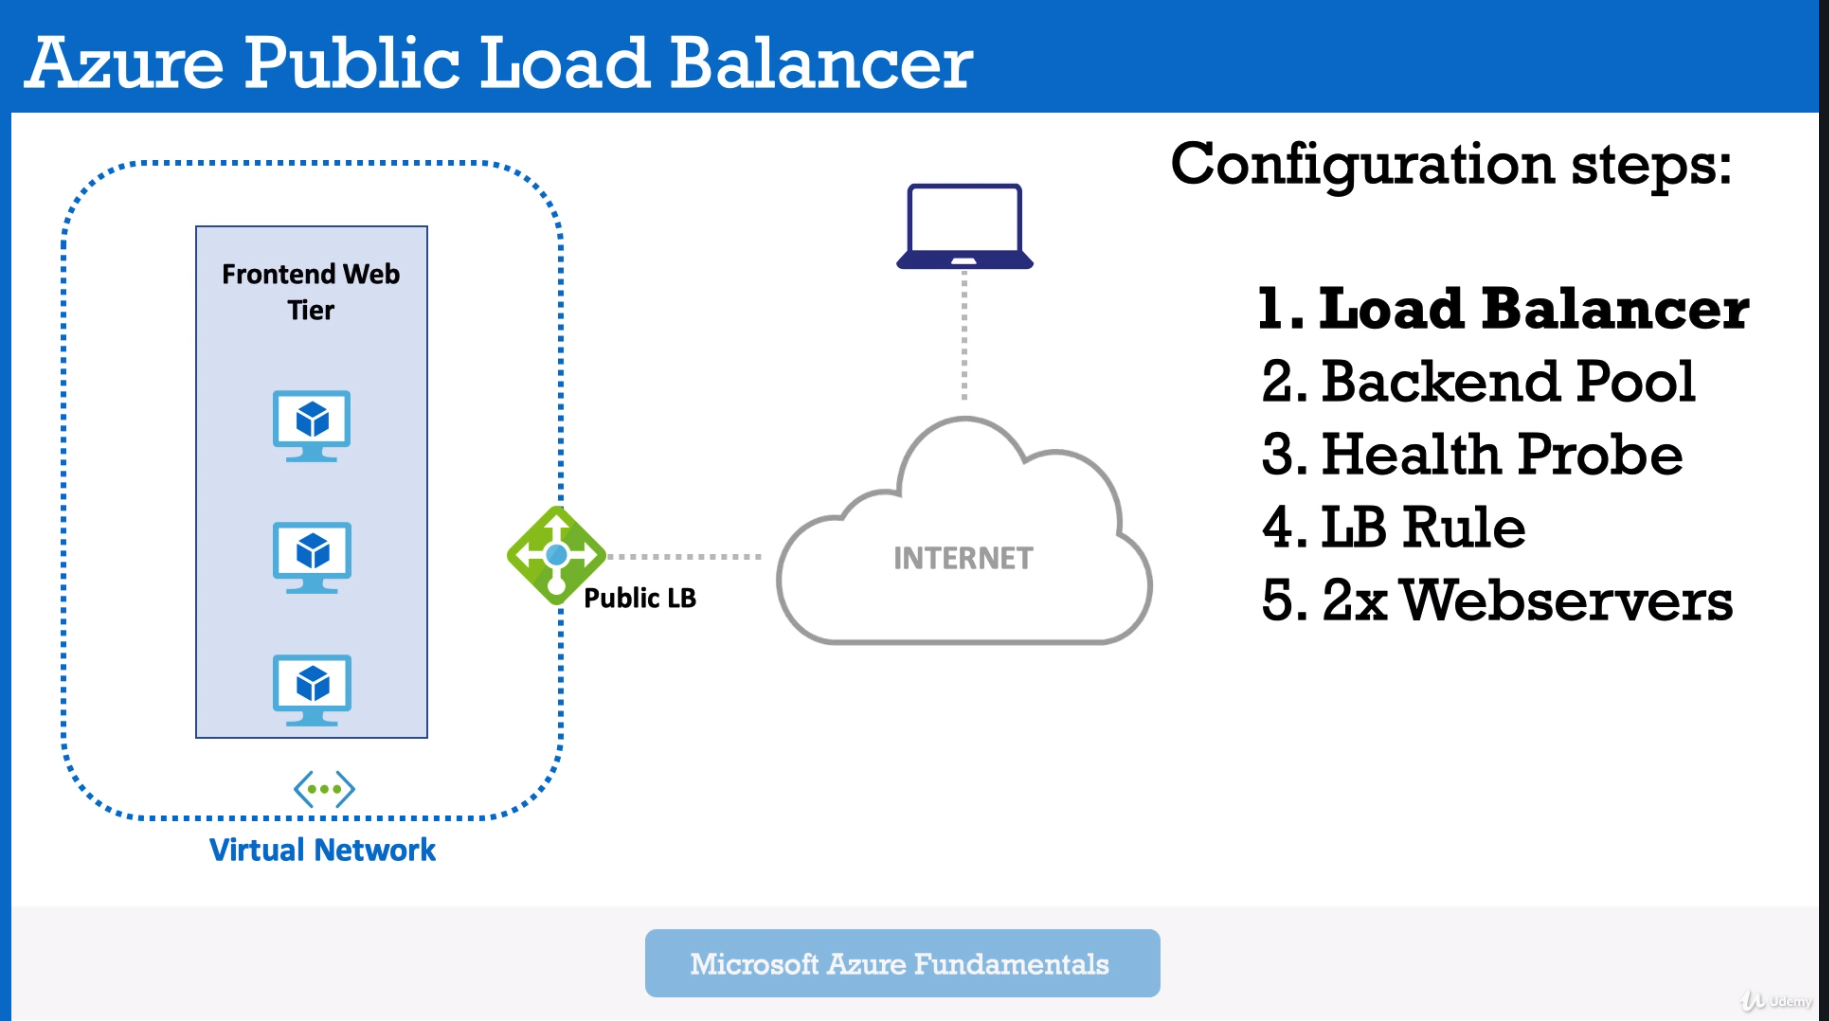 Azure Public Load Balancer
Configuration steps:
Frontend Web
Tier
1. Load Balancer
2. Backend Pool
3. Health Probe
4. LB Rule
5. 2x Webservers
INTERNET
Public LB
Virtual Network
Microsoft Azure Fundamentals
Udemy